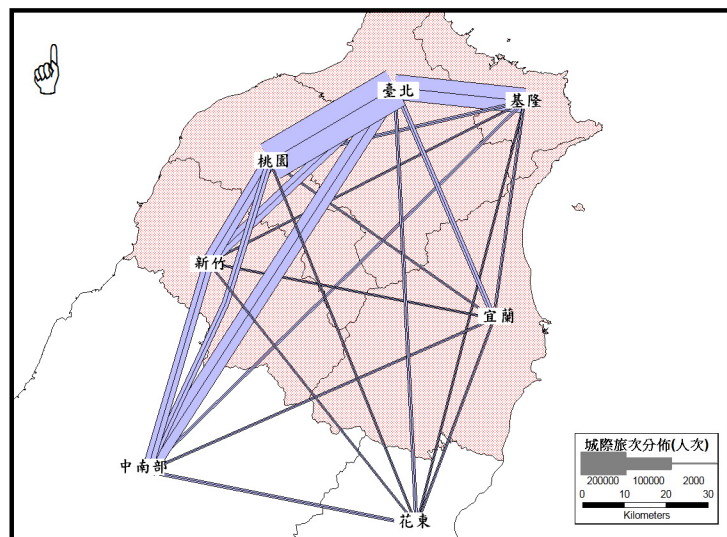 臺北
基隆
桃園
新竹
宜蘭
中南部
花東
城際旅次分佈(人次)
200000 100000 2000
0 10 20 30
Kilometers